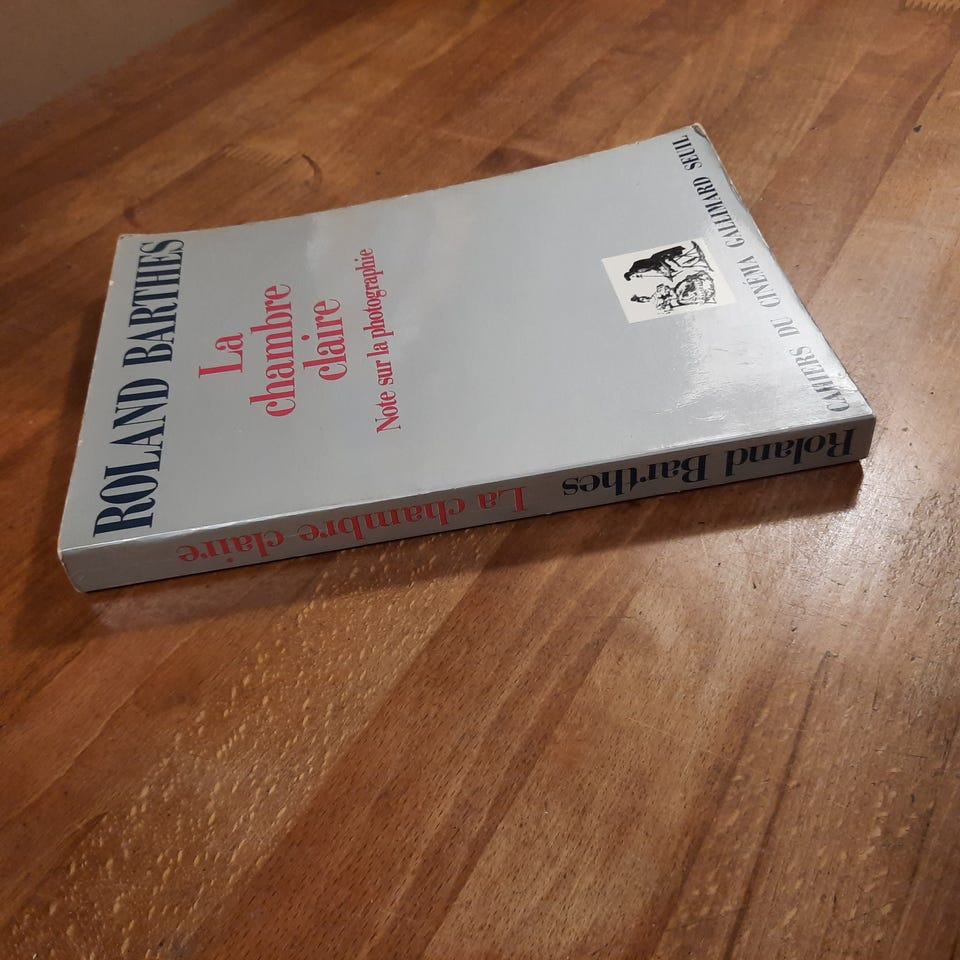 ROLAND BARTHES
La
chambre
claire
Note sur la photographie
CAHIERS DU CINÉMA GALLIMARD SEUIL
Roland Barthes La chambre claire